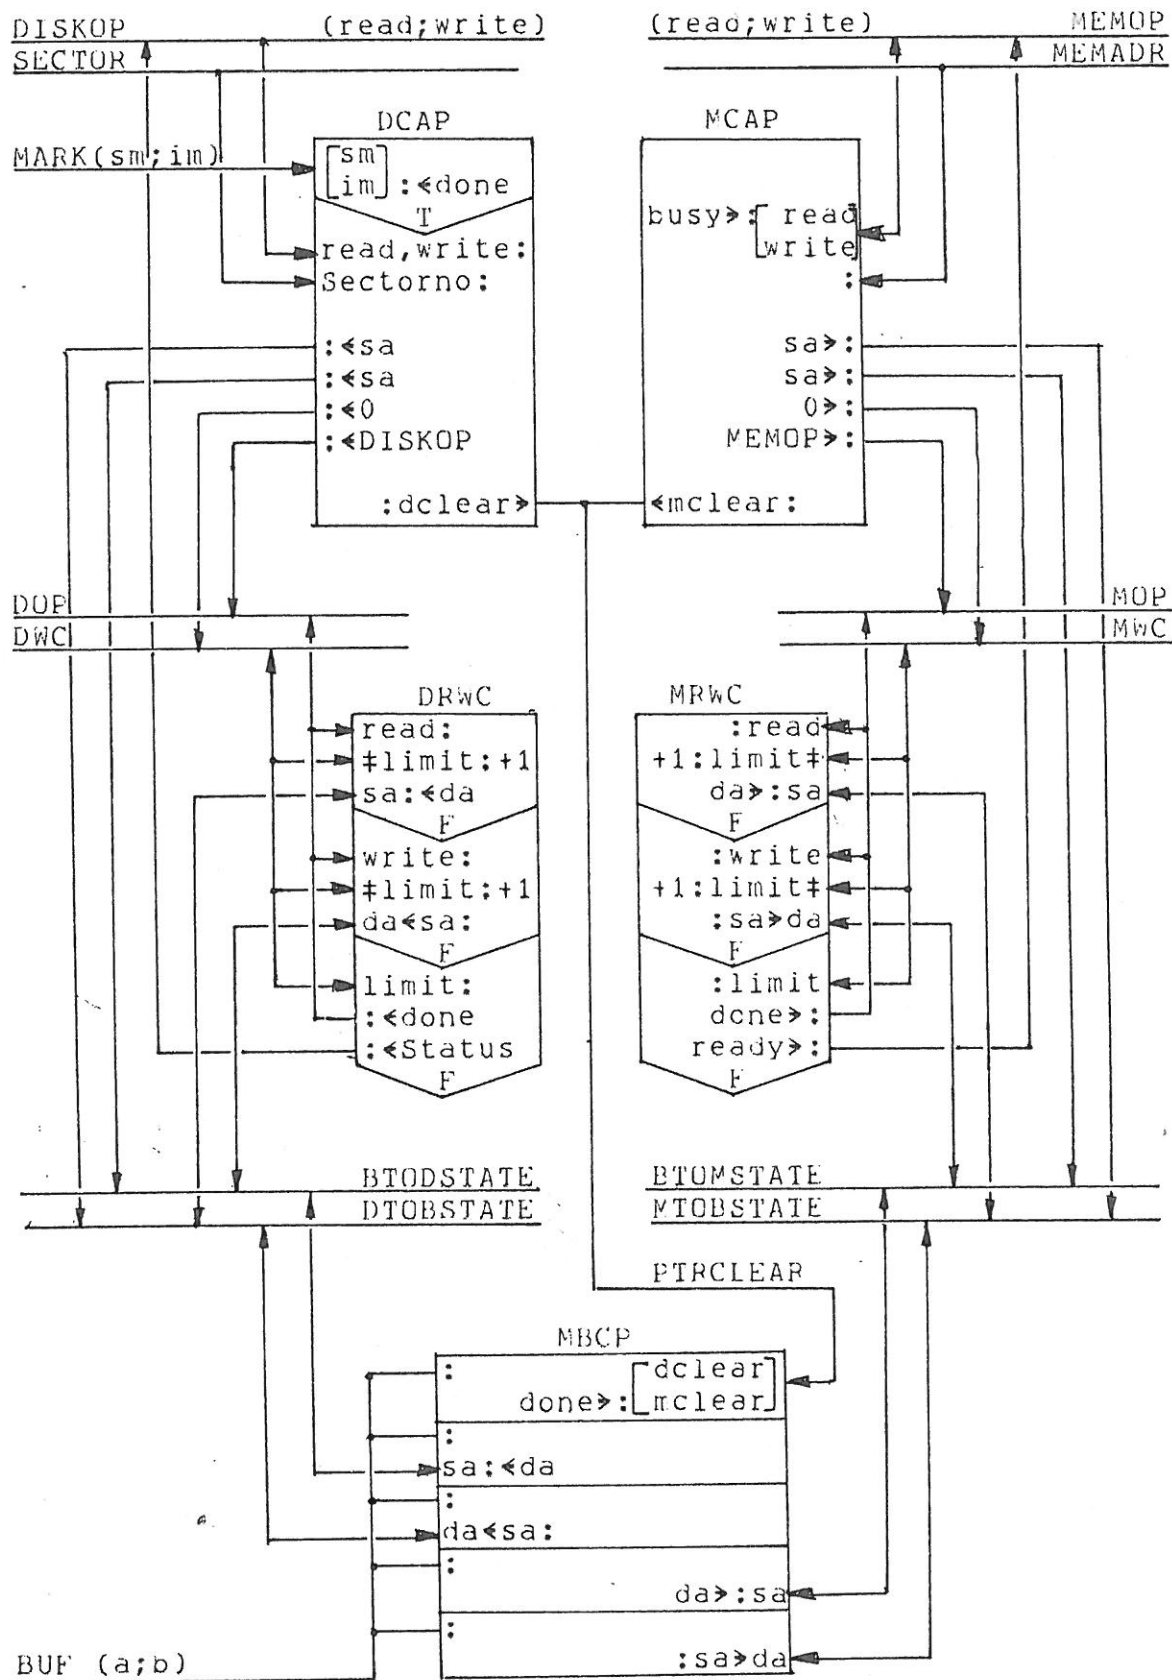 DISKOP (read;write) (read;write) MEMOP
SECTOR MEMADR
DCAP MCAP
MARK(sm;im)
[sm
im] :<done
T
busy>:[read
write]
read,write:
Sectorno: :
:<sa sa>:
:<sa sa>:
:<0 0>:
:<DISKOP MEMOP>:
:dclear> <mclear:
DOP MOP
DWC MWC
DRWC MRWC
read: :read
‡limit:+1 +1:limit‡
sa:<da da>:sa
F F
write: :write
‡limit:+1 +1:limit‡
da<sa: :sa>da
F F
limit: :limit
:<done done>:
:<Status ready>:
F F
BTODSTATE BTOMSTATE
DTOBSTATE MTOBSTATE
PTRCLEAR
MBCP
: [dclear
done>:[mclear]
:
sa:<da
:
da<sa:
:
da>:sa
:
:sa>da
BUF (a;b)